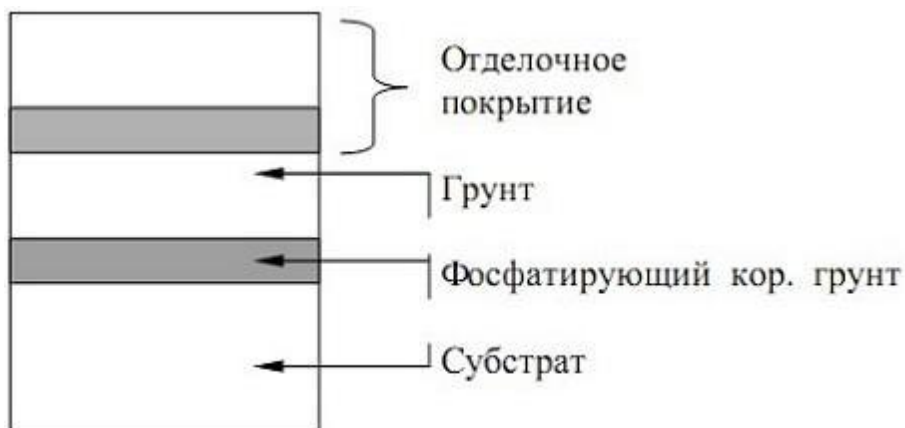 Отделочное
покрытие
Грунт
Фосфатирующий кор. грунт
Субстрат